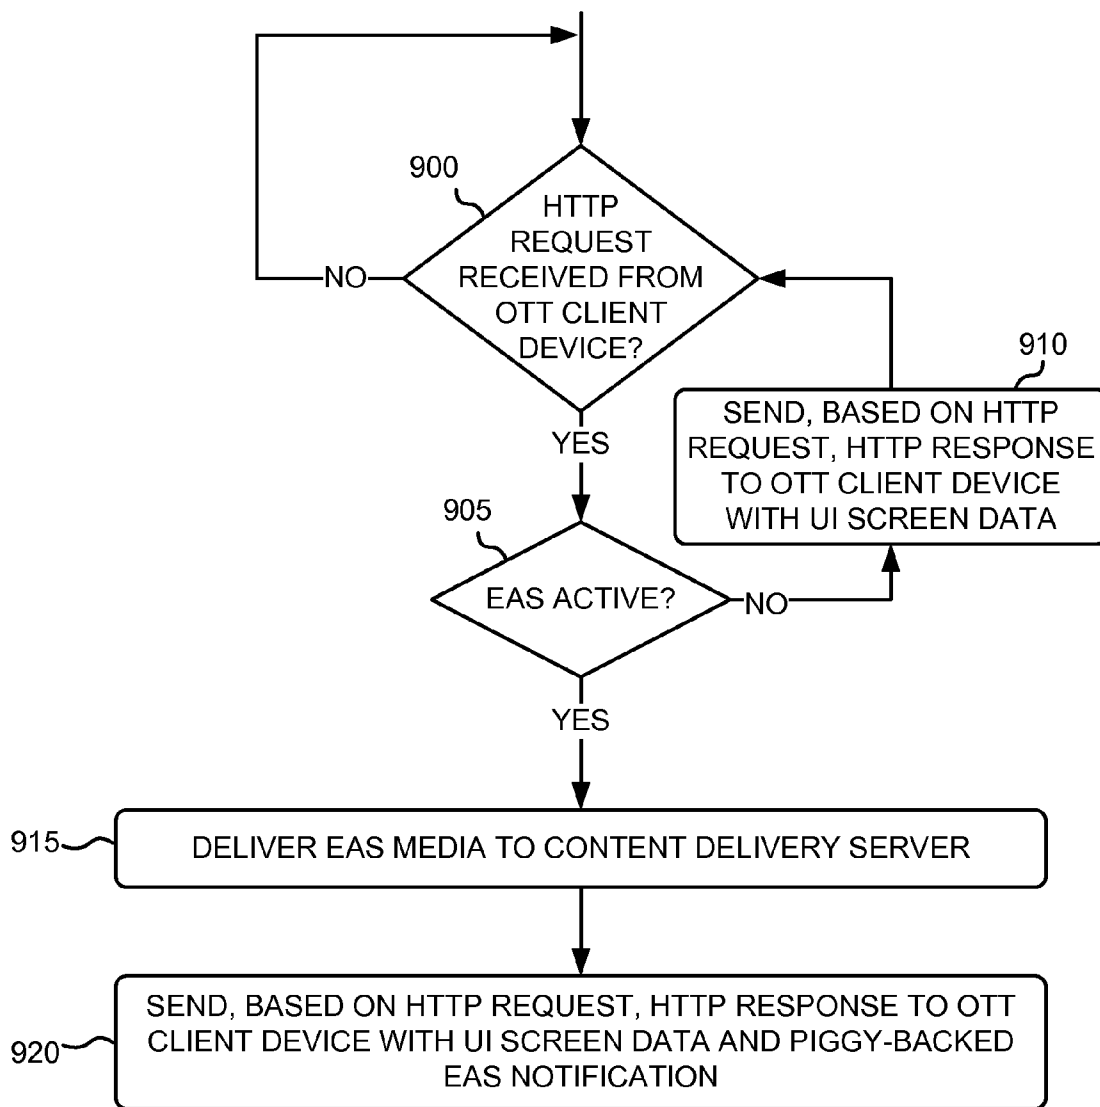 900
HTTP
REQUEST
RECEIVED FROM
OTT CLIENT
DEVICE?
NO
YES
910
SEND, BASED ON HTTP
REQUEST, HTTP RESPONSE
TO OTT CLIENT DEVICE
WITH UI SCREEN DATA
905
EAS ACTIVE?
NO
YES
915
DELIVER EAS MEDIA TO CONTENT DELIVERY SERVER
920
SEND, BASED ON HTTP REQUEST, HTTP RESPONSE TO OTT
CLIENT DEVICE WITH UI SCREEN DATA AND PIGGY-BACKED
EAS NOTIFICATION